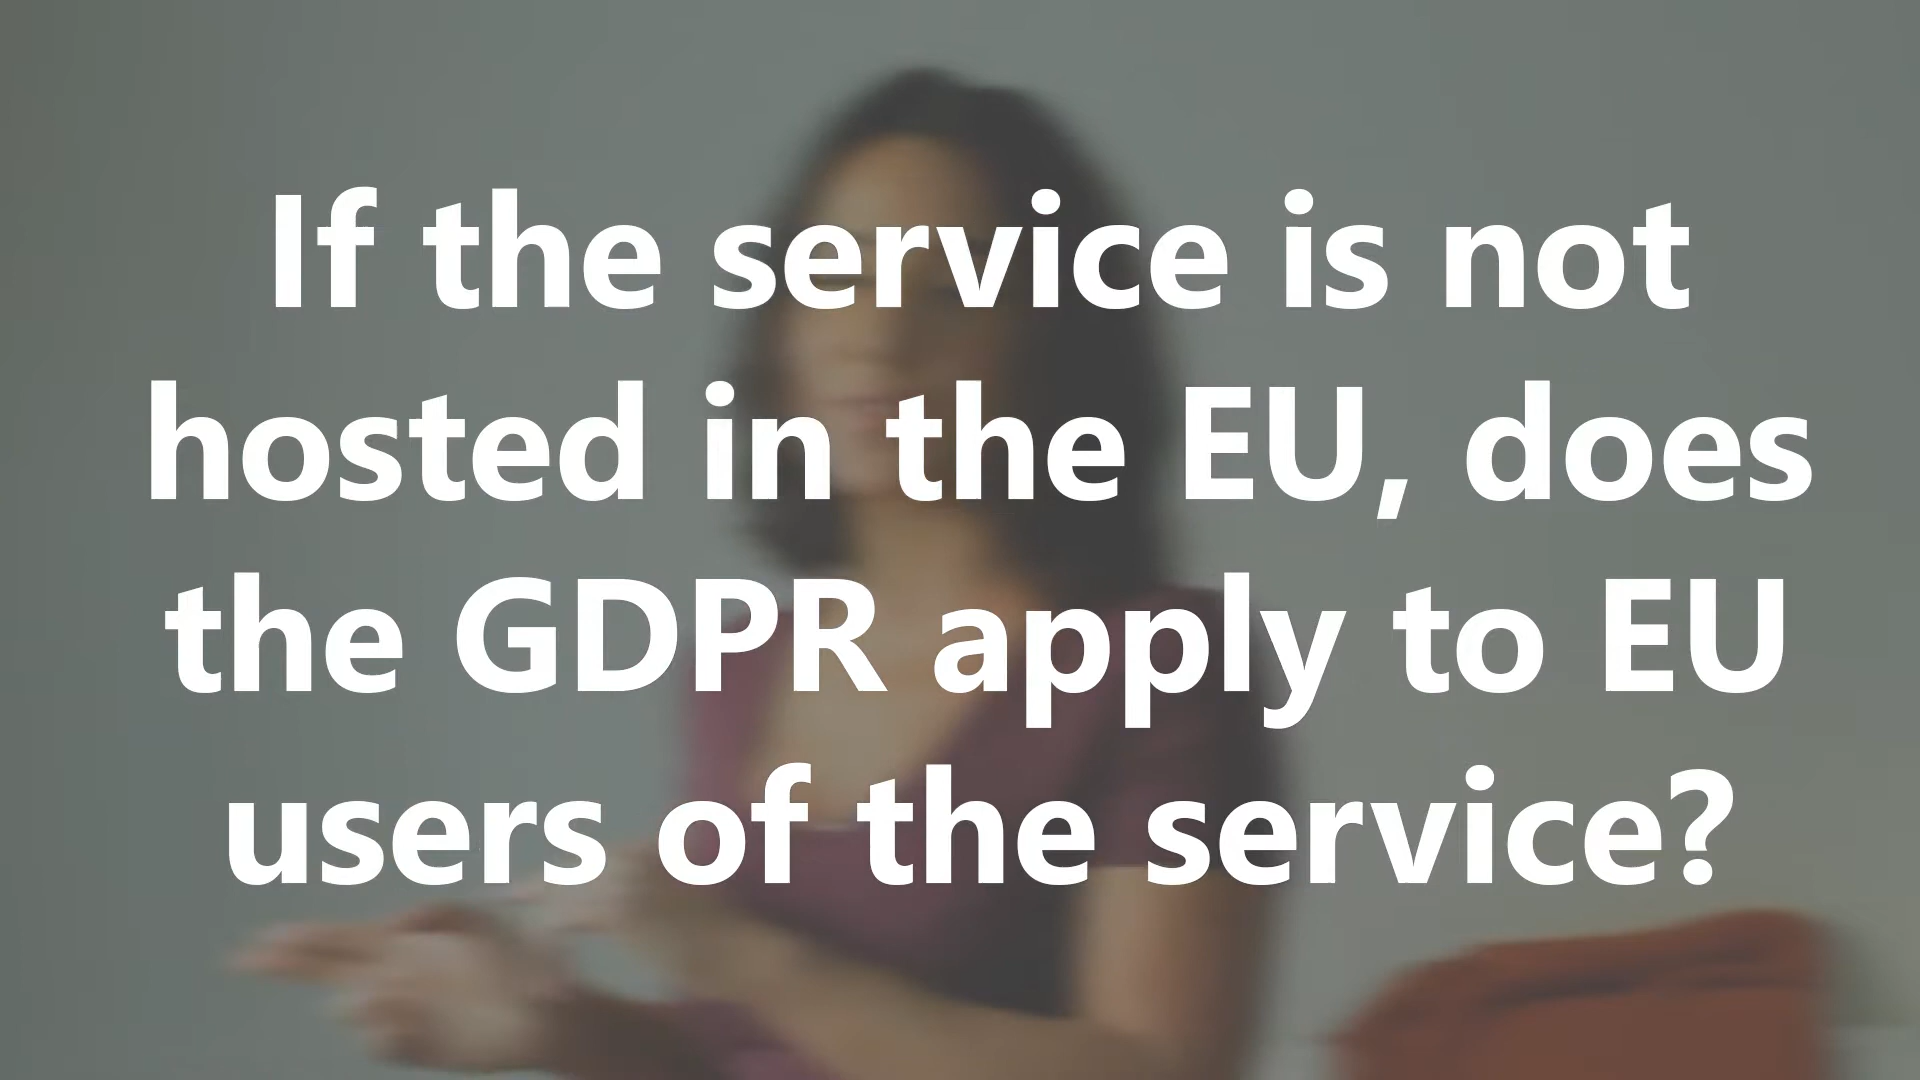 If the service is not
hosted in the EU, does
the GDPR apply to EU
users of the service?